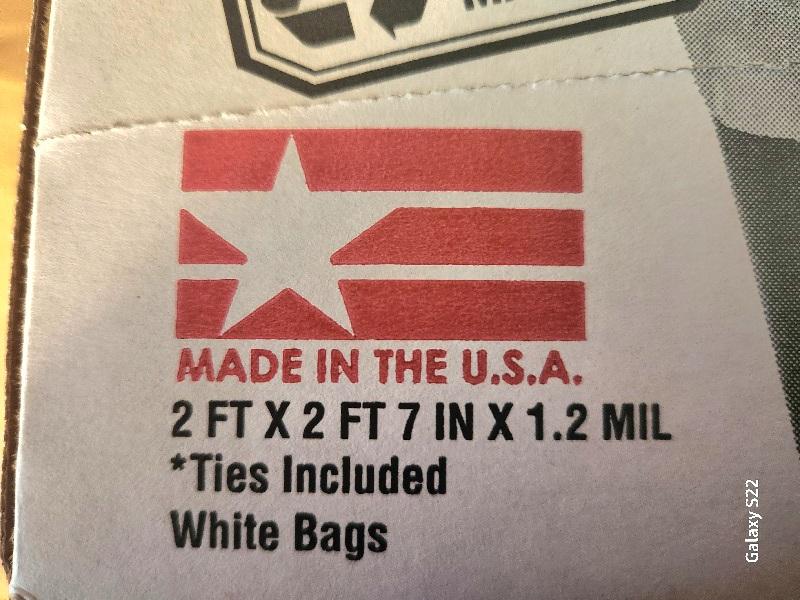 MADE IN THE U.S.A.
2 FT X 2 FT 7 IN X 1.2 MIL
*Ties Included
White Bags
Galaxy S22